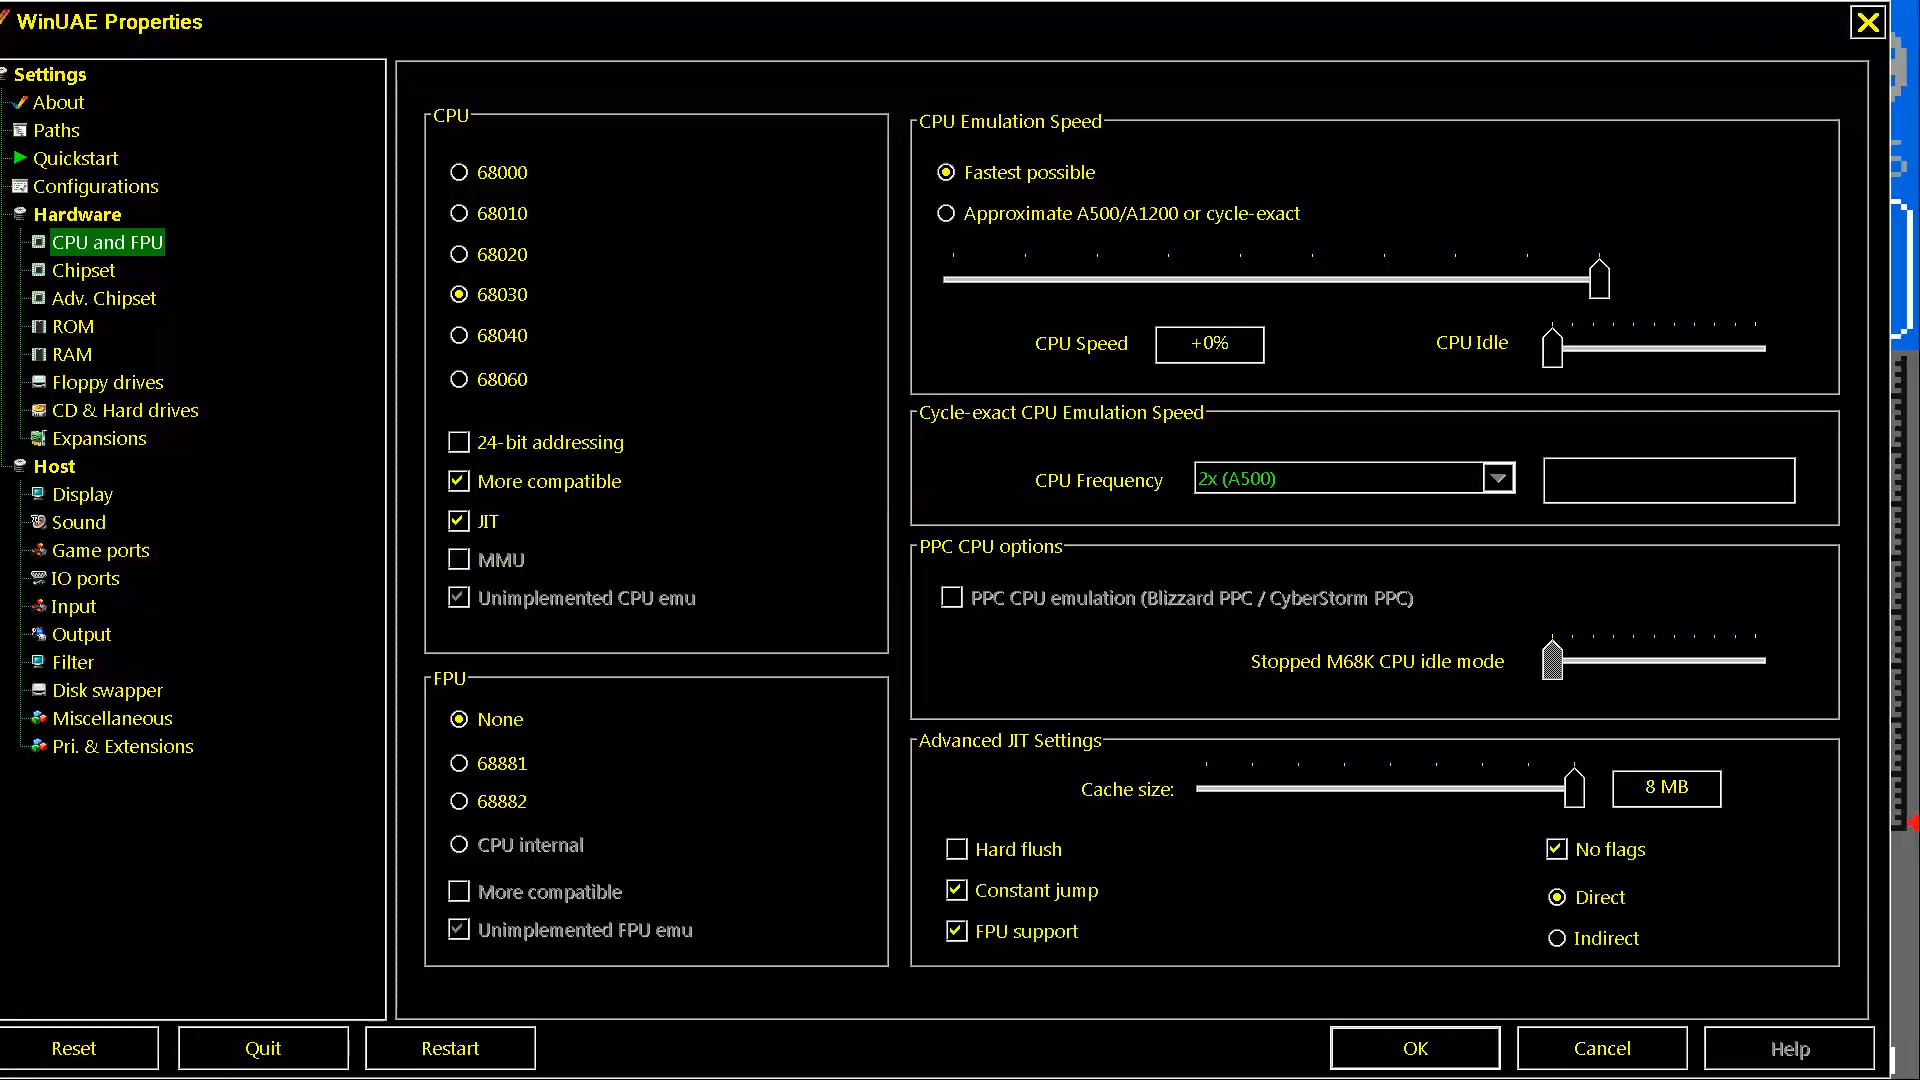 WinUAE Properties
Settings
About
Paths
Quickstart
Configurations
Hardware
CPU and FPU
Chipset
Adv. Chipset
ROM
RAM
Floppy drives
CD & Hard drives
Expansions
Host
Display
Sound
Game ports
IO ports
Input
Output
Filter
Disk swapper
Miscellaneous
Pri. & Extensions
CPU
68000
68010
68020
68030
68040
68060
24-bit addressing
More compatible
JIT
MMU
Unimplemented CPU emu
FPU
None
68881
68882
CPU internal
More compatible
Unimplemented FPU emu
CPU Emulation Speed
Fastest possible
Approximate A500/A1200 or cycle-exact
CPU Speed +0% CPU Idle
Cycle-exact CPU Emulation Speed
CPU Frequency 2x (A500)
PPC CPU options
PPC CPU emulation (Blizzard PPC / CyberStorm PPC)
Stopped M68K CPU idle mode
Advanced JIT Settings
Cache size: 8 MB
Hard flush No flags
Constant jump Direct
FPU support Indirect
Reset Quit Restart OK Cancel Help